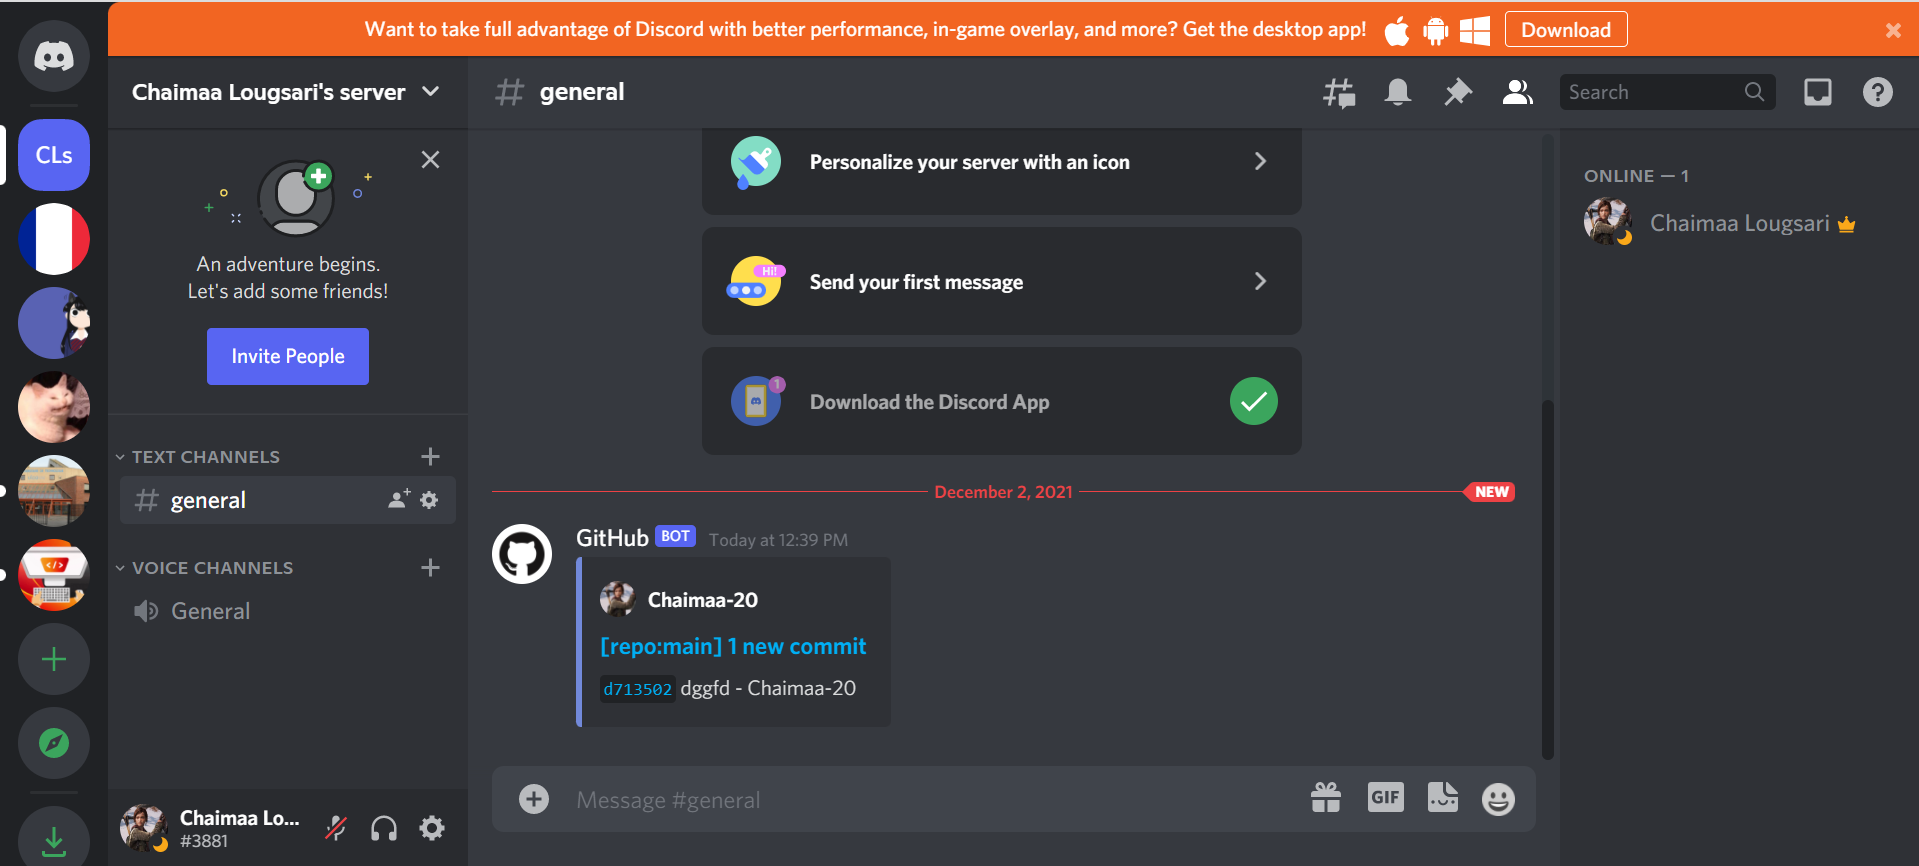 Want to take full advantage of Discord with better performance, in-game overlay, and more? Get the desktop app!
Download
Chaimaa Lougsari's server
general
Search
CLs
An adventure begins.
Let's add some friends!
Invite People
TEXT CHANNELS
general
VOICE CHANNELS
General
Chaimaa Lo...
#3881
Personalize your server with an icon
Hi!
Send your first message
1
Download the Discord App
December 2, 2021
NEW
GitHub BOT Today at 12:39 PM
Chaimaa-20
[repo:main] 1 new commit
d713502 dggfd - Chaimaa-20
Message #general
GIF
ONLINE — 1
Chaimaa Lougsari